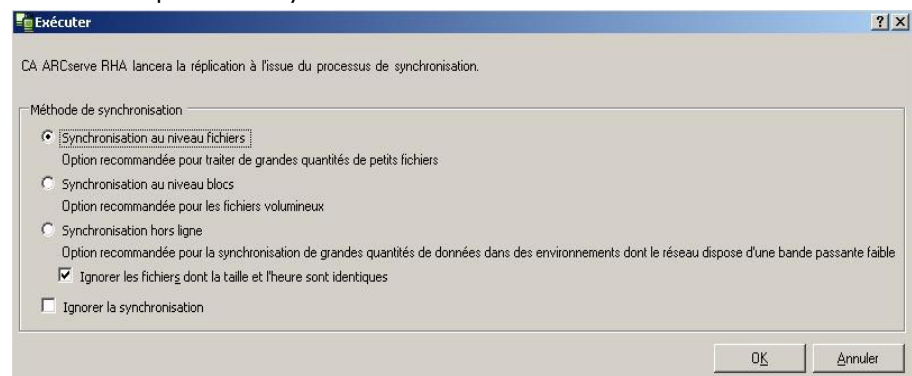 Exécuter
CA ARCserve RHA lancera la réplication à l'issue du processus de synchronisation.
Méthode de synchronisation
Synchronisation au niveau fichiers
Option recommandée pour traiter de grandes quantités de petits fichiers
Synchronisation au niveau blocs
Option recommandée pour les fichiers volumineux
Synchronisation hors ligne
Option recommandée pour la synchronisation de grandes quantités de données dans des environnements dont le réseau dispose d'une bande passante faible
Ignorer les fichiers dont la taille et l'heure sont identiques
Ignorer la synchronisation
OK Annuler